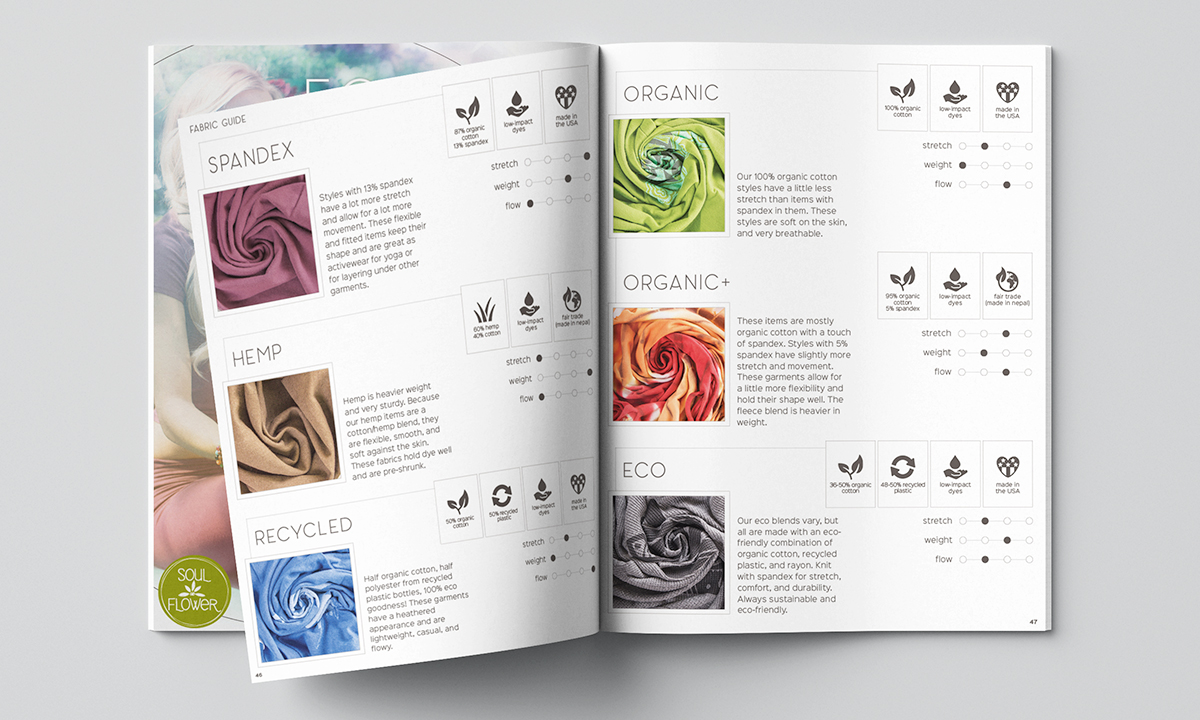 FABRIC GUIDE
SPANDEX
87% organic
cotton
13% spandex
low-impact
dyes
made in
the USA
stretch
weight
flow
Styles with 13% spandex
have a lot more stretch
and allow for a lot more
movement. These flexible
and fitted items keep their
shape and are great as
activewear for yoga or
for layering under other
garments.
HEMP
60% hemp
40% cotton
low-impact
dyes
fair trade
(made in nepal)
stretch
weight
flow
Hemp is heavier weight
and very sturdy. Because
our hemp items are a
cotton/hemp blend, they
are flexible, smooth, and
soft against the skin.
These fabrics hold dye well
and are pre-shrunk.
RECYCLED
50% organic
cotton
50% recycled
plastic
low-impact
dyes
made in
the USA
stretch
weight
flow
Half organic cotton, half
polyester from recycled
plastic bottles, 100% eco
goodness! These garments
have a heathered
appearance and are
lightweight, casual, and
flowy.
46
SOUL
FLOWER
ORGANIC
100% organic
cotton
low-impact
dyes
made in
the USA
stretch
weight
flow
Our 100% organic cotton
styles have a little less
stretch than items with
spandex in them. These
styles are soft on the skin,
and very breathable.
ORGANIC+
95% organic
cotton
5% spandex
low-impact
dyes
fair trade
(made in nepal)
stretch
weight
flow
These items are mostly
organic cotton with a touch
of spandex. Styles with 5%
spandex have slightly more
stretch and movement.
These garments allow for
a little more flexibility and
hold their shape well. The
fleece blend is heavier in
weight.
ECO
36-50% organic
cotton
48-50% recycled
plastic
low-impact
dyes
made in
the USA
stretch
weight
flow
Our eco blends vary, but
all are made with an eco-
friendly combination of
organic cotton, recycled
plastic, and rayon. Knit
with spandex for stretch,
comfort, and durability.
Always sustainable and
eco-friendly.
47